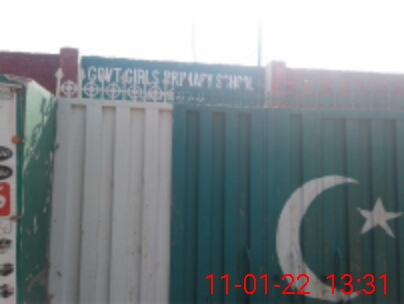 GOVT GIRLS PRIMARY SCHOOL
11-01-22 13:31